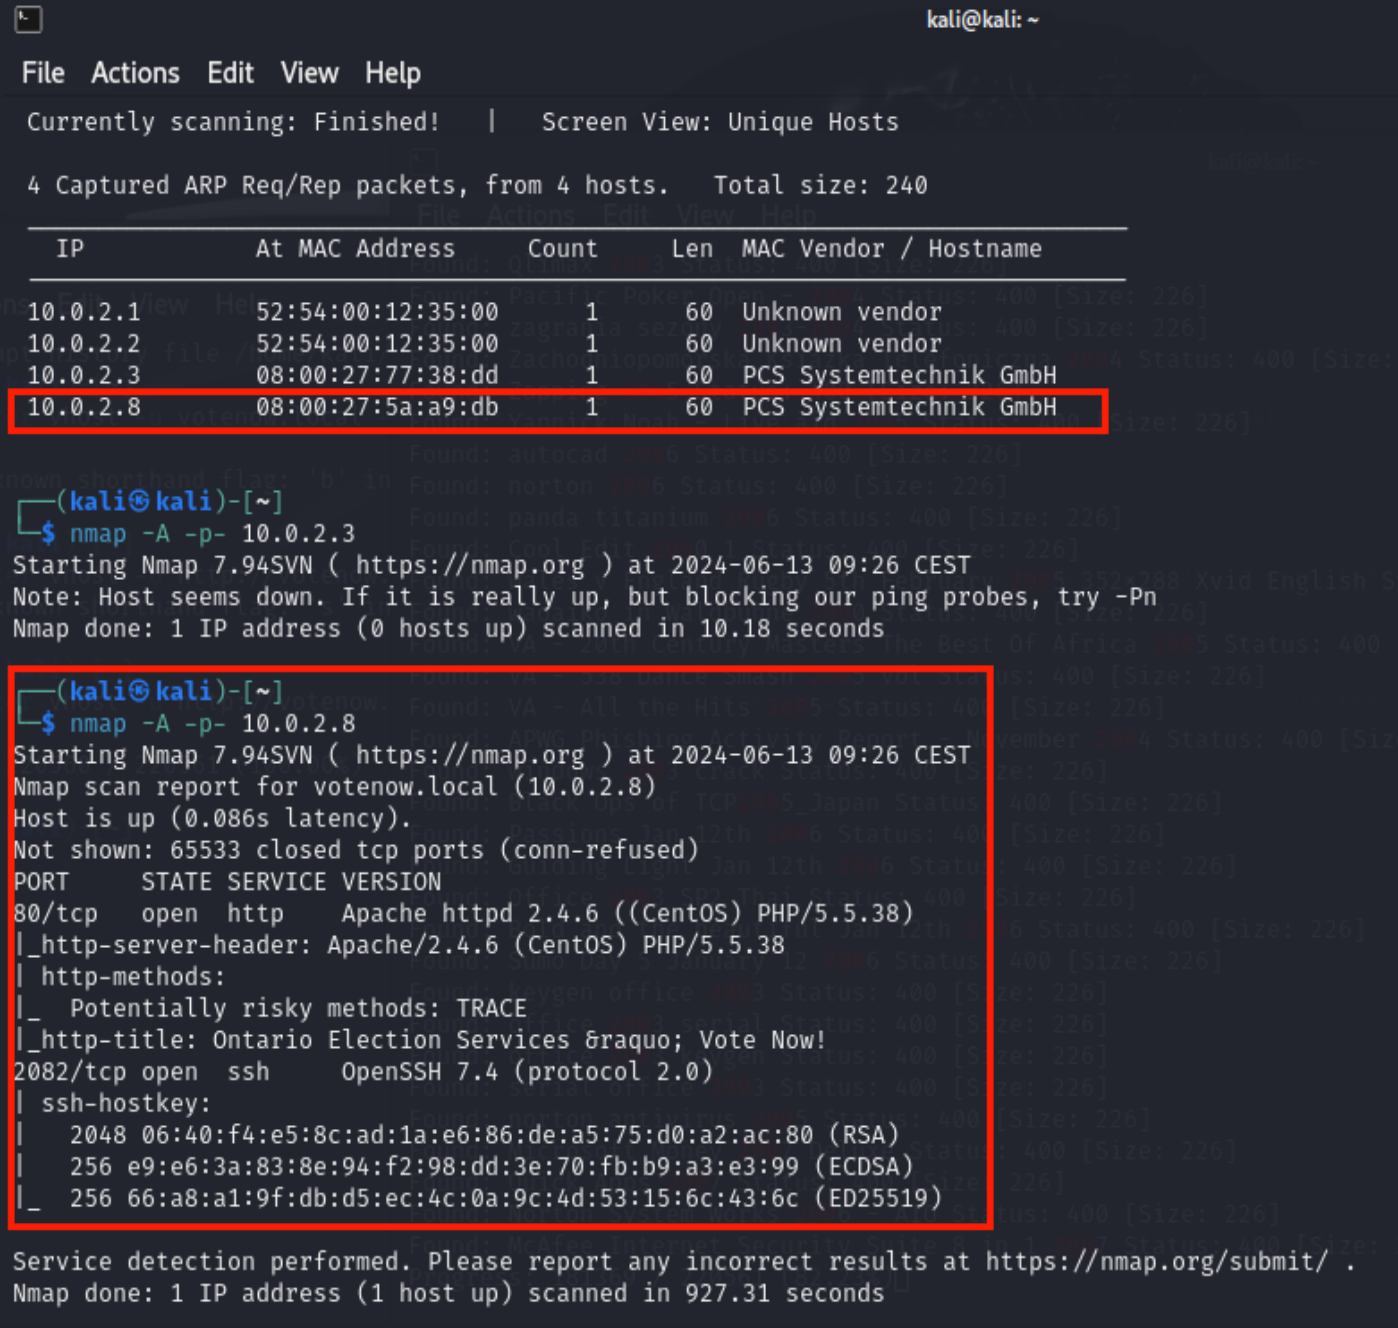 kali@kali: ~
File Actions Edit View Help
Currently scanning: Finished! | Screen View: Unique Hosts
4 Captured ARP Req/Rep packets, from 4 hosts. Total size: 240
IP At MAC Address Count Len MAC Vendor / Hostname
10.0.2.1 52:54:00:12:35:00 1 60 Unknown vendor
10.0.2.2 52:54:00:12:35:00 1 60 Unknown vendor
10.0.2.3 08:00:27:77:38:dd 1 60 PCS Systemtechnik GmbH
10.0.2.8 08:00:27:5a:a9:db 1 60 PCS Systemtechnik GmbH
┌──(kali㉿kali)-[~]
└─$ nmap -A -p- 10.0.2.3
Starting Nmap 7.94SVN ( https://nmap.org ) at 2024-06-13 09:26 CEST
Note: Host seems down. If it is really up, but blocking our ping probes, try -Pn
Nmap done: 1 IP address (0 hosts up) scanned in 10.18 seconds
┌──(kali㉿kali)-[~]
└─$ nmap -A -p- 10.0.2.8
Starting Nmap 7.94SVN ( https://nmap.org ) at 2024-06-13 09:26 CEST
Nmap scan report for votenow.local (10.0.2.8)
Host is up (0.086s latency).
Not shown: 65533 closed tcp ports (conn-refused)
PORT STATE SERVICE VERSION
80/tcp open http Apache httpd 2.4.6 ((CentOS) PHP/5.5.38)
|_http-server-header: Apache/2.4.6 (CentOS) PHP/5.5.38
| http-methods:
|_ Potentially risky methods: TRACE
|_http-title: Ontario Election Services &raquo; Vote Now!
2082/tcp open ssh OpenSSH 7.4 (protocol 2.0)
| ssh-hostkey:
| 2048 06:40:f4:e5:8c:ad:1a:e6:86:de:a5:75:d0:a2:ac:80 (RSA)
| 256 e9:e6:3a:83:8e:94:f2:98:dd:3e:70:fb:b9:a3:e3:99 (ECDSA)
|_ 256 66:a8:a1:9f:db:d5:ec:4c:0a:9c:4d:53:15:6c:43:6c (ED25519)
Service detection performed. Please report any incorrect results at https://nmap.org/submit/ .
Nmap done: 1 IP address (1 host up) scanned in 927.31 seconds